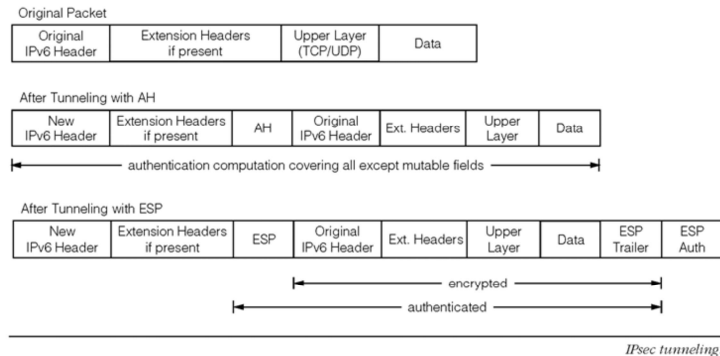 Original Packet
Original IPv6 Header
Extension Headers if present
Upper Layer (TCP/UDP)
Data
After Tunneling with AH
New IPv6 Header
Extension Headers if present
AH
Original IPv6 Header
Ext. Headers
Upper Layer
Data
authentication computation covering all except mutable fields
After Tunneling with ESP
New IPv6 Header
Extension Headers if present
ESP
Original IPv6 Header
Ext. Headers
Upper Layer
Data
ESP Trailer
ESP Auth
encrypted
authenticated
IPsec tunneling